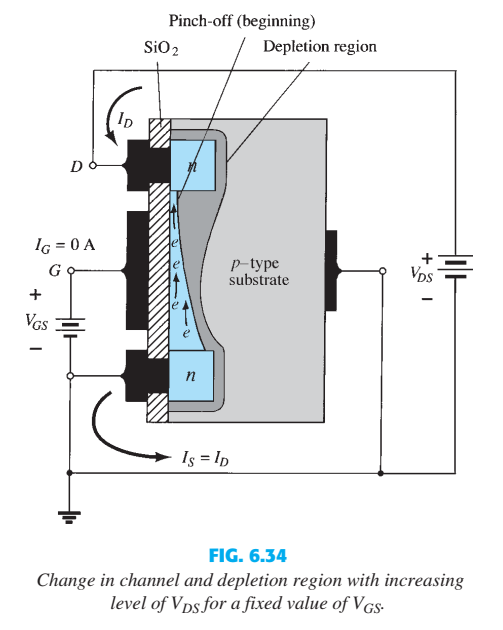 Pinch-off (beginning)
SiO2
Depletion region
ID
D
n
e
IG = 0 A
e
p-type
substrate
G
+
+
VDS
VGS
e
e
–
–
n
IS = ID
FIG. 6.34
Change in channel and depletion region with increasing
level of VDS for a fixed value of VGS.